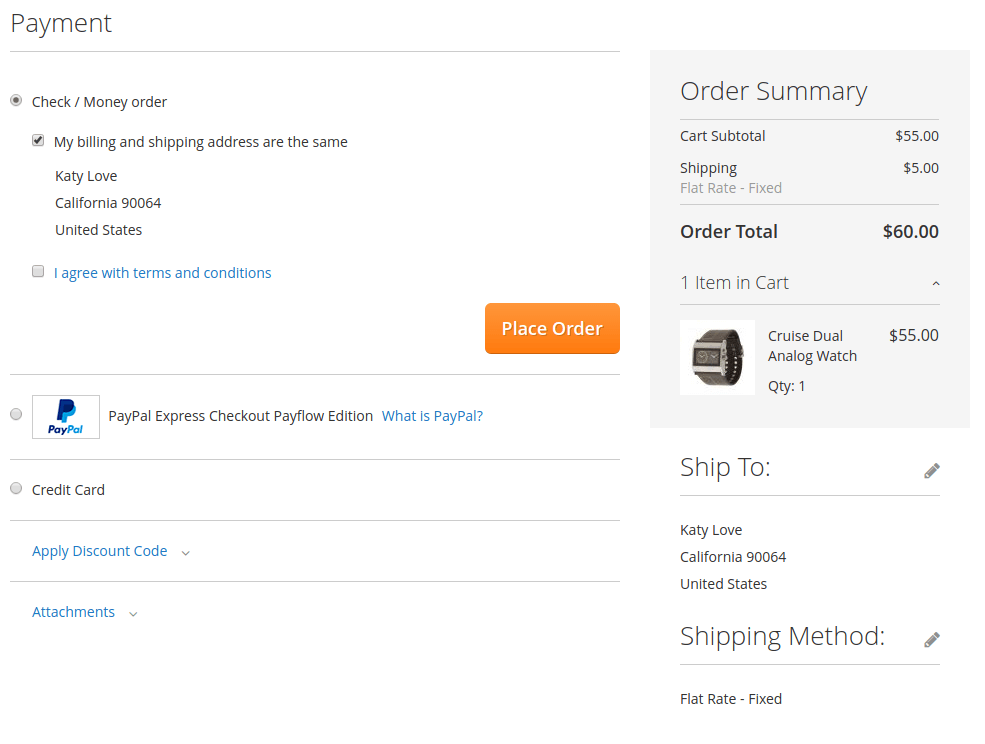 Payment
Check / Money order
My billing and shipping address are the same
Katy Love
California 90064
United States
I agree with terms and conditions
Place Order
PayPal
PayPal Express Checkout Payflow Edition What is PayPal?
Credit Card
Apply Discount Code
Attachments
Order Summary
Cart Subtotal $55.00
Shipping $5.00
Flat Rate - Fixed
Order Total $60.00
1 Item in Cart
Cruise Dual $55.00
Analog Watch
Qty: 1
Ship To:
Katy Love
California 90064
United States
Shipping Method:
Flat Rate - Fixed